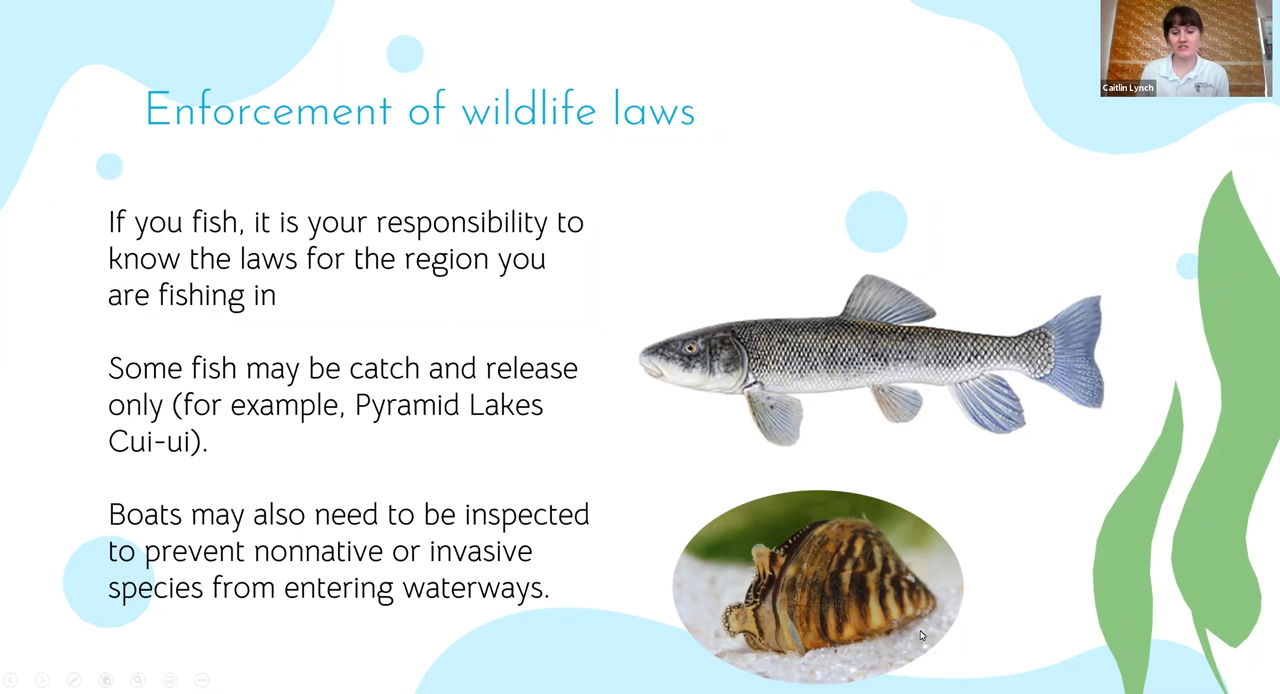 Caitlin Lynch
Enforcement of wildlife laws
If you fish, it is your responsibility to
know the laws for the region you
are fishing in
Some fish may be catch and release
only (for example, Pyramid Lakes
Cui-ui).
Boats may also need to be inspected
to prevent nonnative or invasive
species from entering waterways.